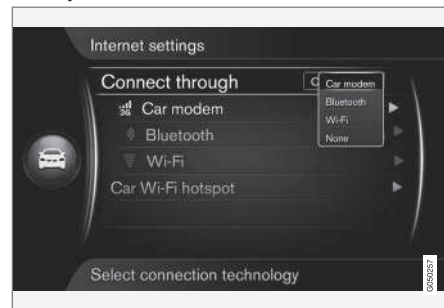 Internet settings
Connect through
C
Car modem
Bluetooth
Wi-Fi
None
3G Car modem
Bluetooth
Wi-Fi
Car Wi-Fi hotspot
Select connection technology
G050257